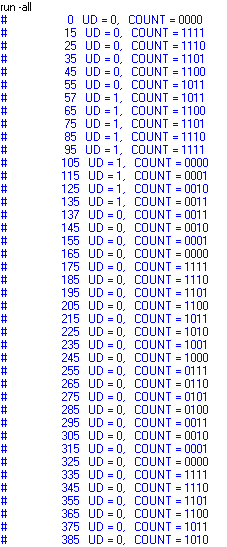 run -all
# 0 UD = 0, COUNT = 0000
# 15 UD = 0, COUNT = 1111
# 25 UD = 0, COUNT = 1110
# 35 UD = 0, COUNT = 1101
# 45 UD = 0, COUNT = 1100
# 55 UD = 0, COUNT = 1011
# 57 UD = 1, COUNT = 1011
# 65 UD = 1, COUNT = 1100
# 75 UD = 1, COUNT = 1101
# 85 UD = 1, COUNT = 1110
# 95 UD = 1, COUNT = 1111
# 105 UD = 1, COUNT = 0000
# 115 UD = 1, COUNT = 0001
# 125 UD = 1, COUNT = 0010
# 135 UD = 1, COUNT = 0011
# 137 UD = 0, COUNT = 0011
# 145 UD = 0, COUNT = 0010
# 155 UD = 0, COUNT = 0001
# 165 UD = 0, COUNT = 0000
# 175 UD = 0, COUNT = 1111
# 185 UD = 0, COUNT = 1110
# 195 UD = 0, COUNT = 1101
# 205 UD = 0, COUNT = 1100
# 215 UD = 0, COUNT = 1011
# 225 UD = 0, COUNT = 1010
# 235 UD = 0, COUNT = 1001
# 245 UD = 0, COUNT = 1000
# 255 UD = 0, COUNT = 0111
# 265 UD = 0, COUNT = 0110
# 275 UD = 0, COUNT = 0101
# 285 UD = 0, COUNT = 0100
# 295 UD = 0, COUNT = 0011
# 305 UD = 0, COUNT = 0010
# 315 UD = 0, COUNT = 0001
# 325 UD = 0, COUNT = 0000
# 335 UD = 0, COUNT = 1111
# 345 UD = 0, COUNT = 1110
# 355 UD = 0, COUNT = 1101
# 365 UD = 0, COUNT = 1100
# 375 UD = 0, COUNT = 1011
# 385 UD = 0, COUNT = 1010